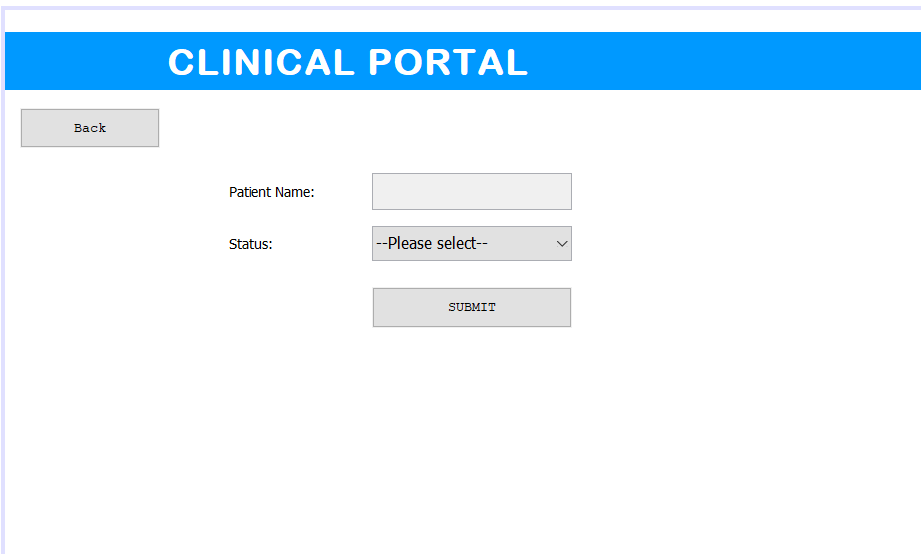 CLINICAL PORTAL
Back
Patient Name:
Status:
--Please select--
SUBMIT